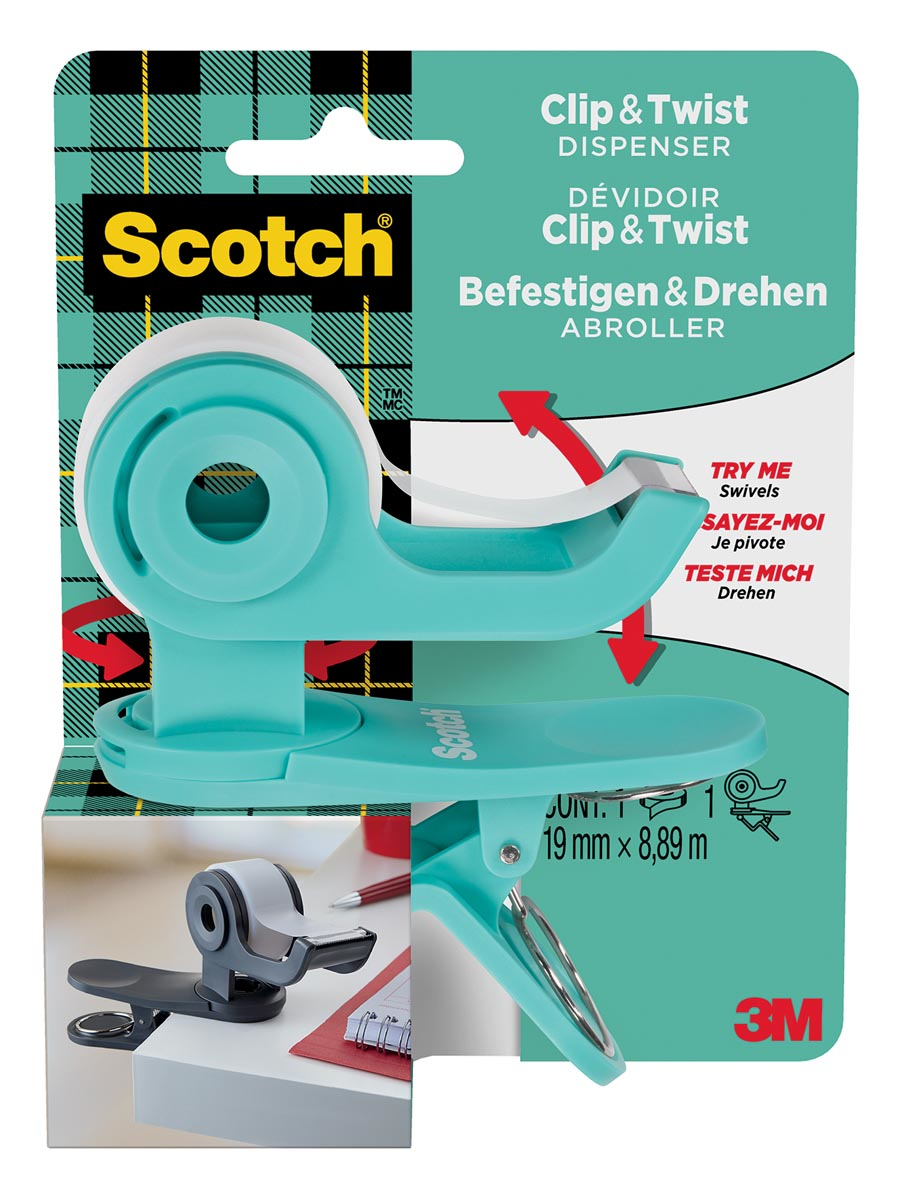 Clip & Twist
DISPENSER
DÉVIDOIR
Clip & Twist
Befestigen & Drehen
ABROLLER
Scotch®
TM
MC
TRY ME
Swivels
SAYEZ-MOI
Je pivote
TESTE MICH
Drehen
Scotch
CONT. 1 1
19 mm × 8,89 m
3M